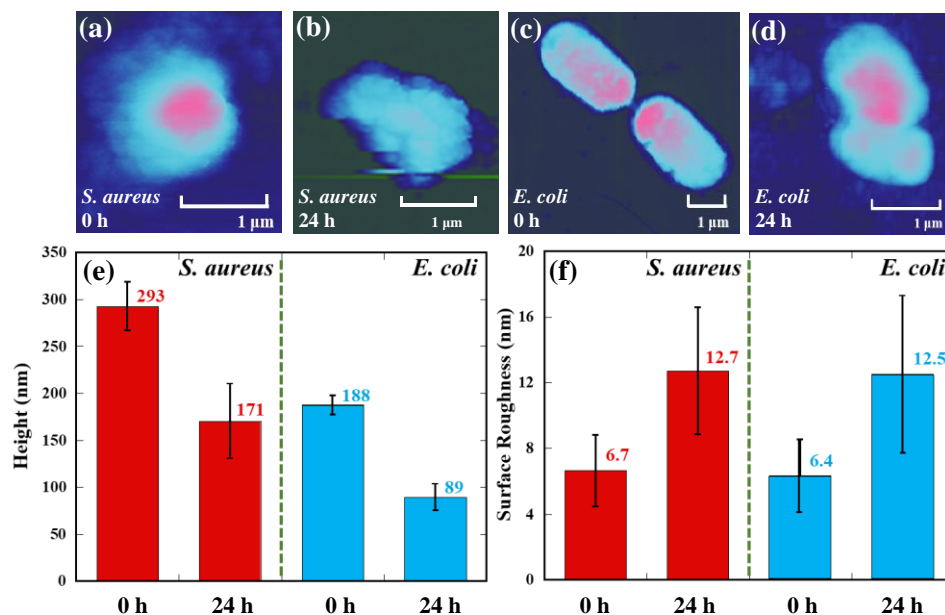 (a)
S. aureus
0 h
1 μm
(b)
S. aureus
24 h
1 μm
(c)
E. coli
0 h
1 μm
(d)
E. coli
24 h
1 μm
(e)
S. aureus
E. coli
Height (nm)
350
300
250
200
150
100
50
0
293
171
188
89
0 h
24 h
0 h
24 h
(f)
S. aureus
E. coli
Surface Roughness (nm)
20
16
12
8
4
0
6.7
12.7
6.4
12.5
0 h
24 h
0 h
24 h